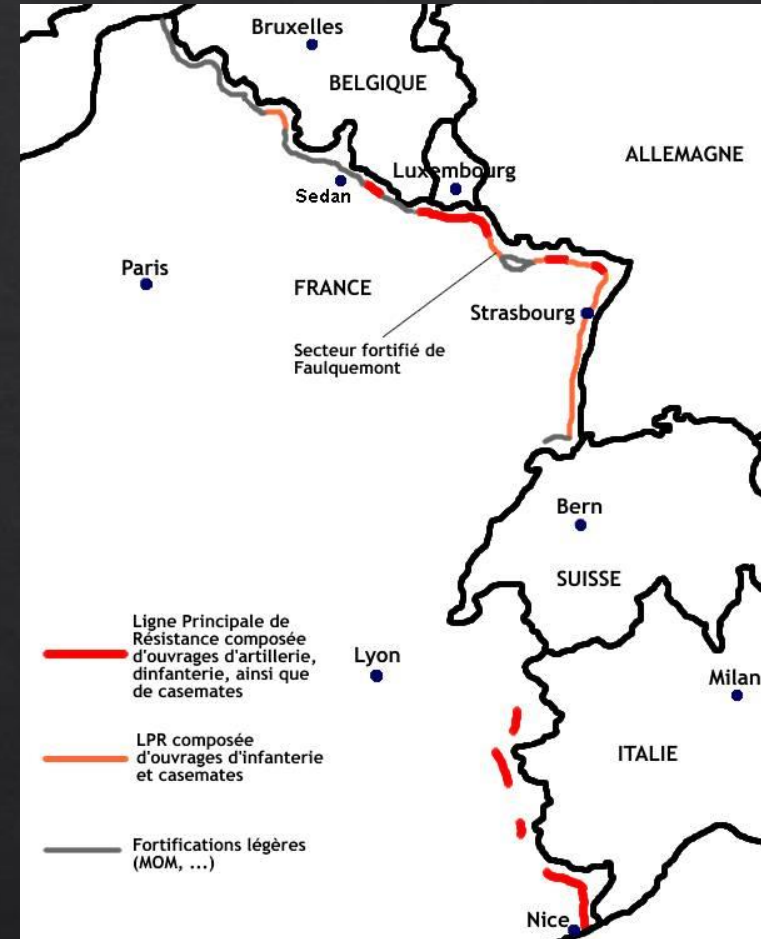 Bruxelles
BELGIQUE
ALLEMAGNE
Luxembourg
Sedan
Paris
FRANCE
Strasbourg
Secteur fortifié de
Faulquemont
Bern
SUISSE
Ligne Principale de
Résistance composée
d'ouvrages d'artillerie,
dinfanterie, ainsi que
de casemates
Lyon
Milan
LPR composée
d'ouvrages d'infanterie
et casemates
ITALIE
Fortifications légères
(MOM, ...)
Nice